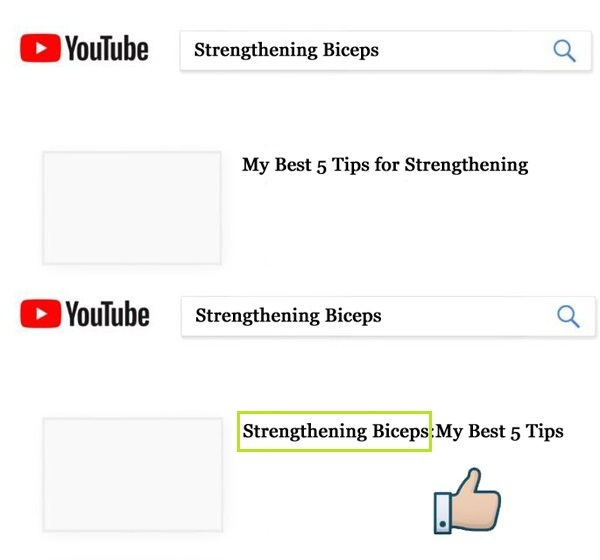 YouTube Strengthening Biceps
My Best 5 Tips for Strengthening
YouTube Strengthening Biceps
Strengthening Biceps:My Best 5 Tips